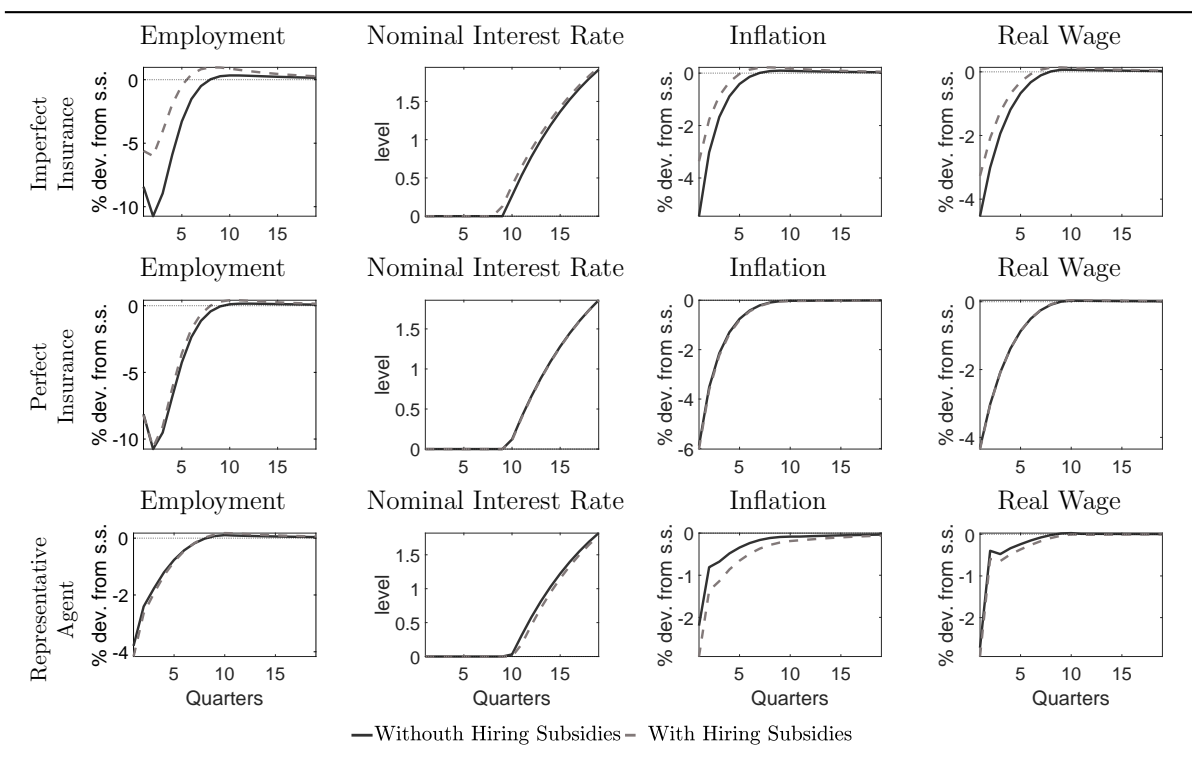 Employment Nominal Interest Rate Inflation Real Wage
Imperfect
Insurance
% dev. from s.s.
0
-5
-10
5 10 15
level
1.5
1
0.5
0
5 10 15
% dev. from s.s.
0
-2
-4
5 10 15
% dev. from s.s.
0
-2
-4
5 10 15
Employment Nominal Interest Rate Inflation Real Wage
Perfect
Insurance
% dev. from s.s.
0
-5
-10
5 10 15
level
1.5
1
0.5
0
5 10 15
% dev. from s.s.
0
-2
-4
-6
5 10 15
% dev. from s.s.
0
-2
-4
5 10 15
Employment Nominal Interest Rate Inflation Real Wage
Representative
Agent
% dev. from s.s.
0
-2
-4
5 10 15
Quarters
level
1.5
1
0.5
0
5 10 15
Quarters
% dev. from s.s.
0
-1
-2
5 10 15
Quarters
% dev. from s.s.
0
-1
-2
5 10 15
Quarters
Withouth Hiring Subsidies With Hiring Subsidies